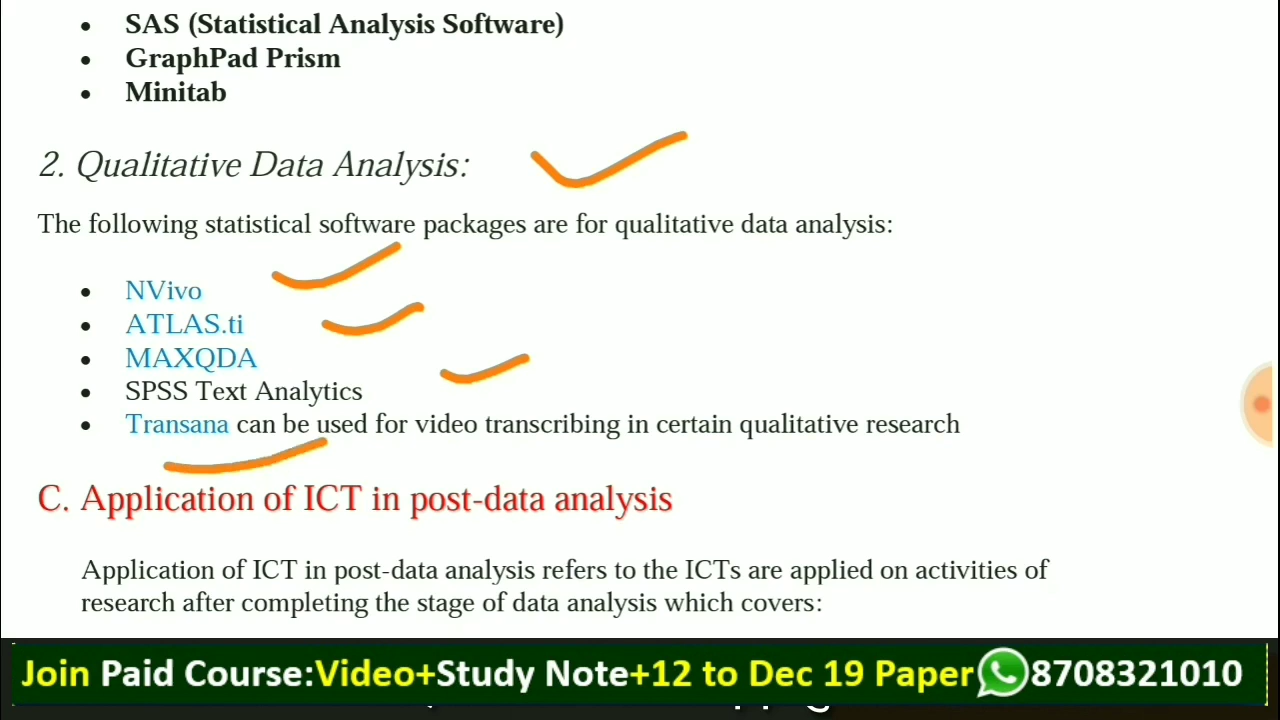 • SAS (Statistical Analysis Software)
• GraphPad Prism
• Minitab
2. Qualitative Data Analysis:
The following statistical software packages are for qualitative data analysis:
• NVivo
• ATLAS.ti
• MAXQDA
• SPSS Text Analytics
• Transana can be used for video transcribing in certain qualitative research
C. Application of ICT in post-data analysis
Application of ICT in post-data analysis refers to the ICTs are applied on activities of
research after completing the stage of data analysis which covers:
Join Paid Course:Video+Study Note+12 to Dec 19 Paper 8708321010